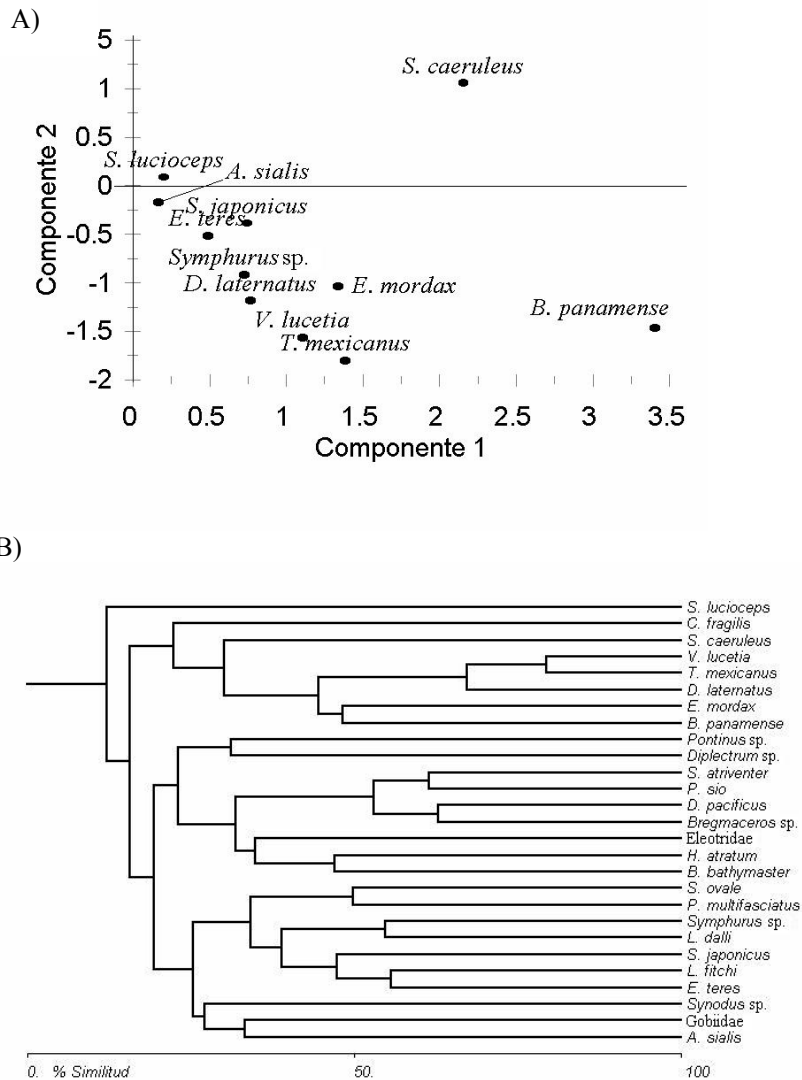 A)
5
S. caeruleus
1
0.5
S. lucioceps
A. sialis
0
S. japonicus
E. teres
-0.5
Symphurus sp.
-1
D. laternatus
E. mordax
B. panamense
V. lucetia
-1.5
T. mexicanus
-2
Componente 2
0 0.5 1 1.5 2 2.5 3 3.5
Componente 1
B)
S. lucioceps
C. fragilis
S. caeruleus
V. lucetia
T. mexicanus
D. laternatus
E. mordax
B. panamense
Pontinus sp.
Diplectrum sp.
S. atriventer
P. sio
D. pacificus
Bregmaceros sp.
Eleotridae
H. atratum
B. bathymaster
S. ovale
P. multifasciatus
Symphurus sp.
L. dalli
S. japonicus
L. fitchi
E. teres
Synodus sp.
Gobiidae
A. sialis
0. % Similitud 50. 100